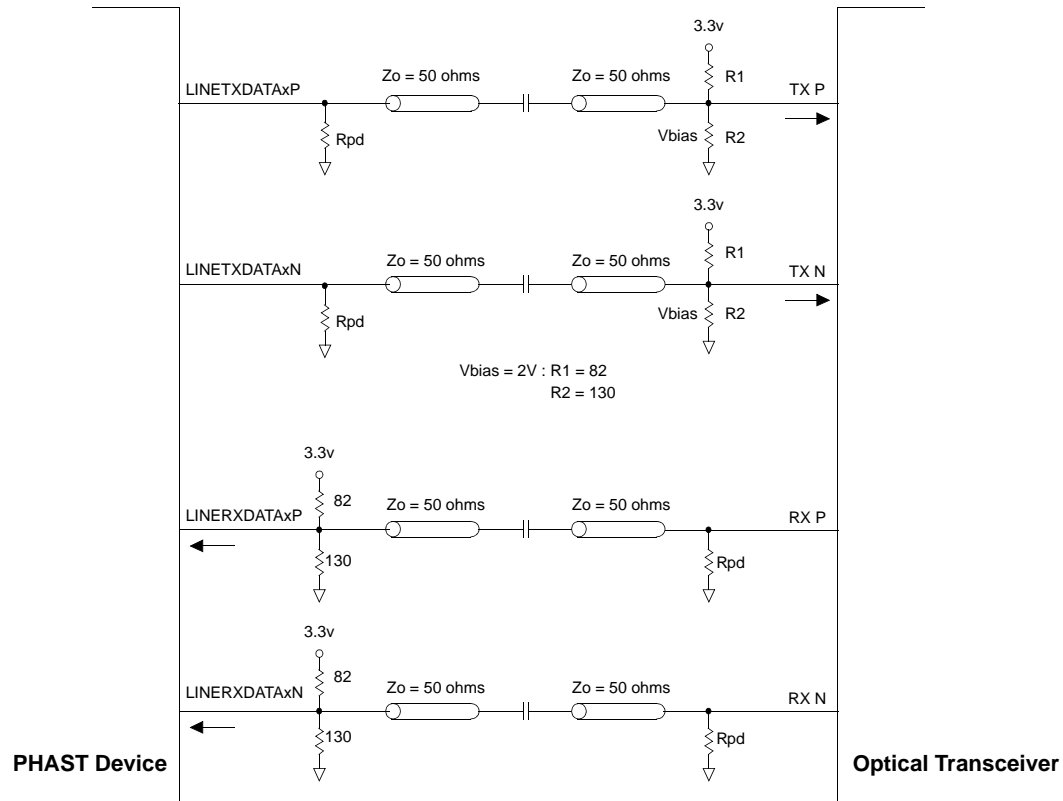 3.3v
Zo = 50 ohms Zo = 50 ohms R1
LINETXDATAxP TX P
Rpd Vbias R2
3.3v
Zo = 50 ohms Zo = 50 ohms R1
LINETXDATAxN TX N
Rpd Vbias R2
Vbias = 2V : R1 = 82
R2 = 130
3.3v
82 Zo = 50 ohms Zo = 50 ohms
LINERXDATAxP RX P
130 Rpd
3.3v
82 Zo = 50 ohms Zo = 50 ohms
LINERXDATAxN RX N
130 Rpd
PHAST Device Optical Transceiver